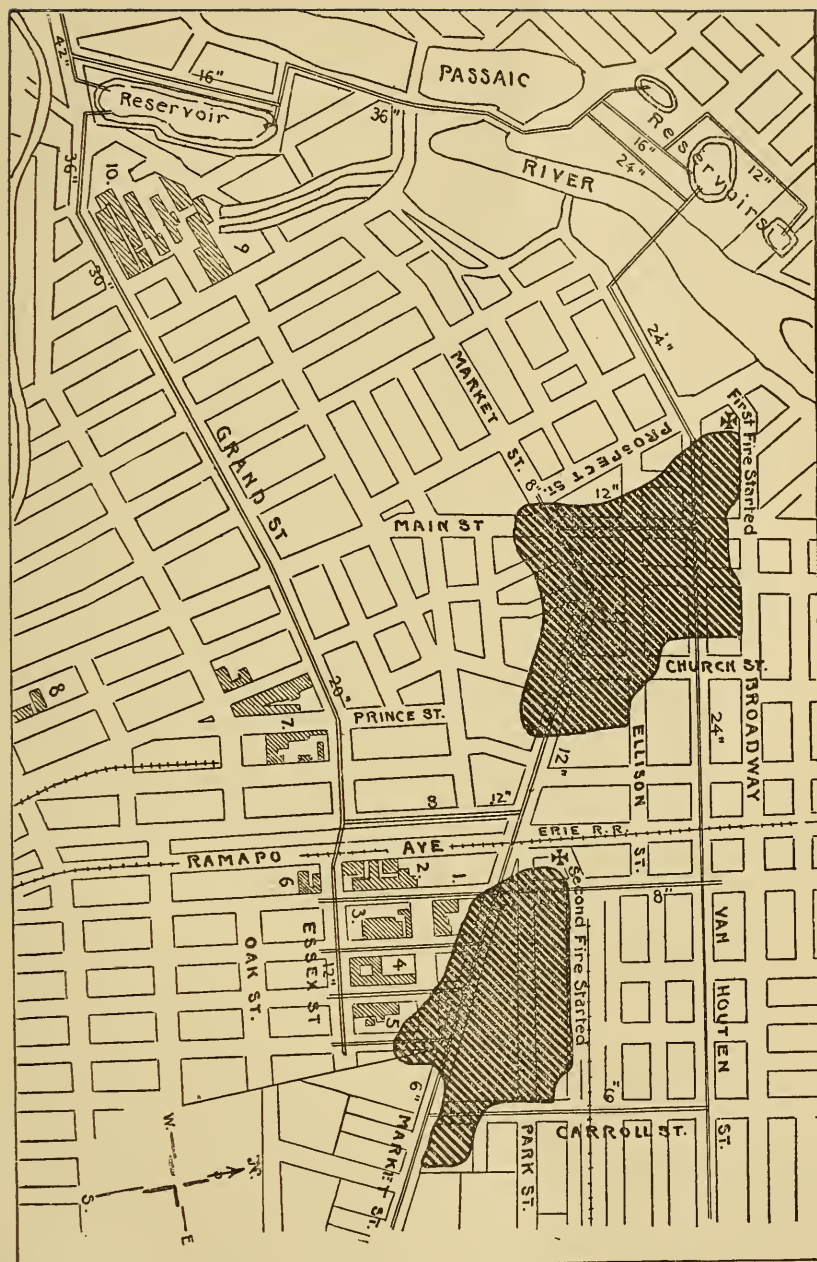 42"
16"
Reservoir
36"
PASSAIC
RIVER
Reservoirs
16"
24"
12"
36"
10.
9
30"
24"
First Fire Started
MARKET ST.
8"
PROSPECT ST.
12"
GRAND ST
MAIN ST
CHURCH ST.
BROADWAY
24"
20"
PRINCE ST.
ELLISON ST.
12"
8
7
8
12"
ERIE R.R.
RAMAPO AVE
Second Fire Started
1.
2.
6
3.
8"
VAN HOUTEN ST.
OAK ST.
ESSEX ST
12"
4
5
6"
6"
MARKET ST.
PARK ST.
CARROLL ST.
W.
N.
S.
E